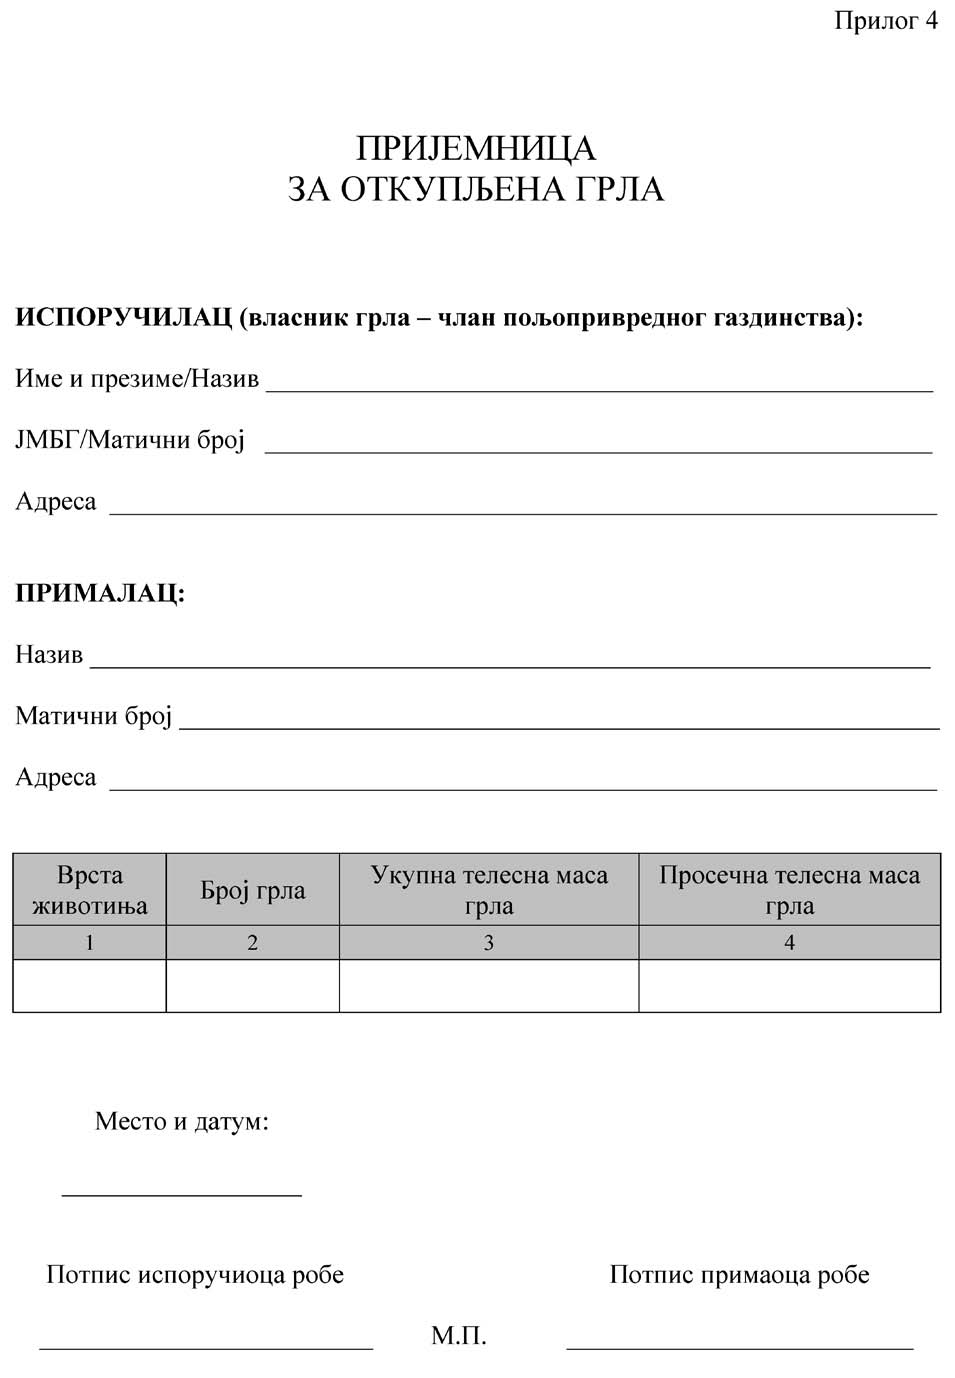 Прилог 4
ПРИЈЕМНИЦА
ЗА ОТКУПЉЕНА ГРЛА
ИСПОРУЧИЛАЦ (власник грла – члан пољопривредног газдинства):
Име и презиме/Назив
ЈМБГ/Матични број
Адреса
ПРИМАЛАЦ:
Назив
Матични број
Адреса
Врста животиња Број грла Укупна телесна маса грла Просечна телесна маса грла
1 2 3 4
Место и датум:
Потпис испоручиоца робе Потпис примаоца робе
М.П.